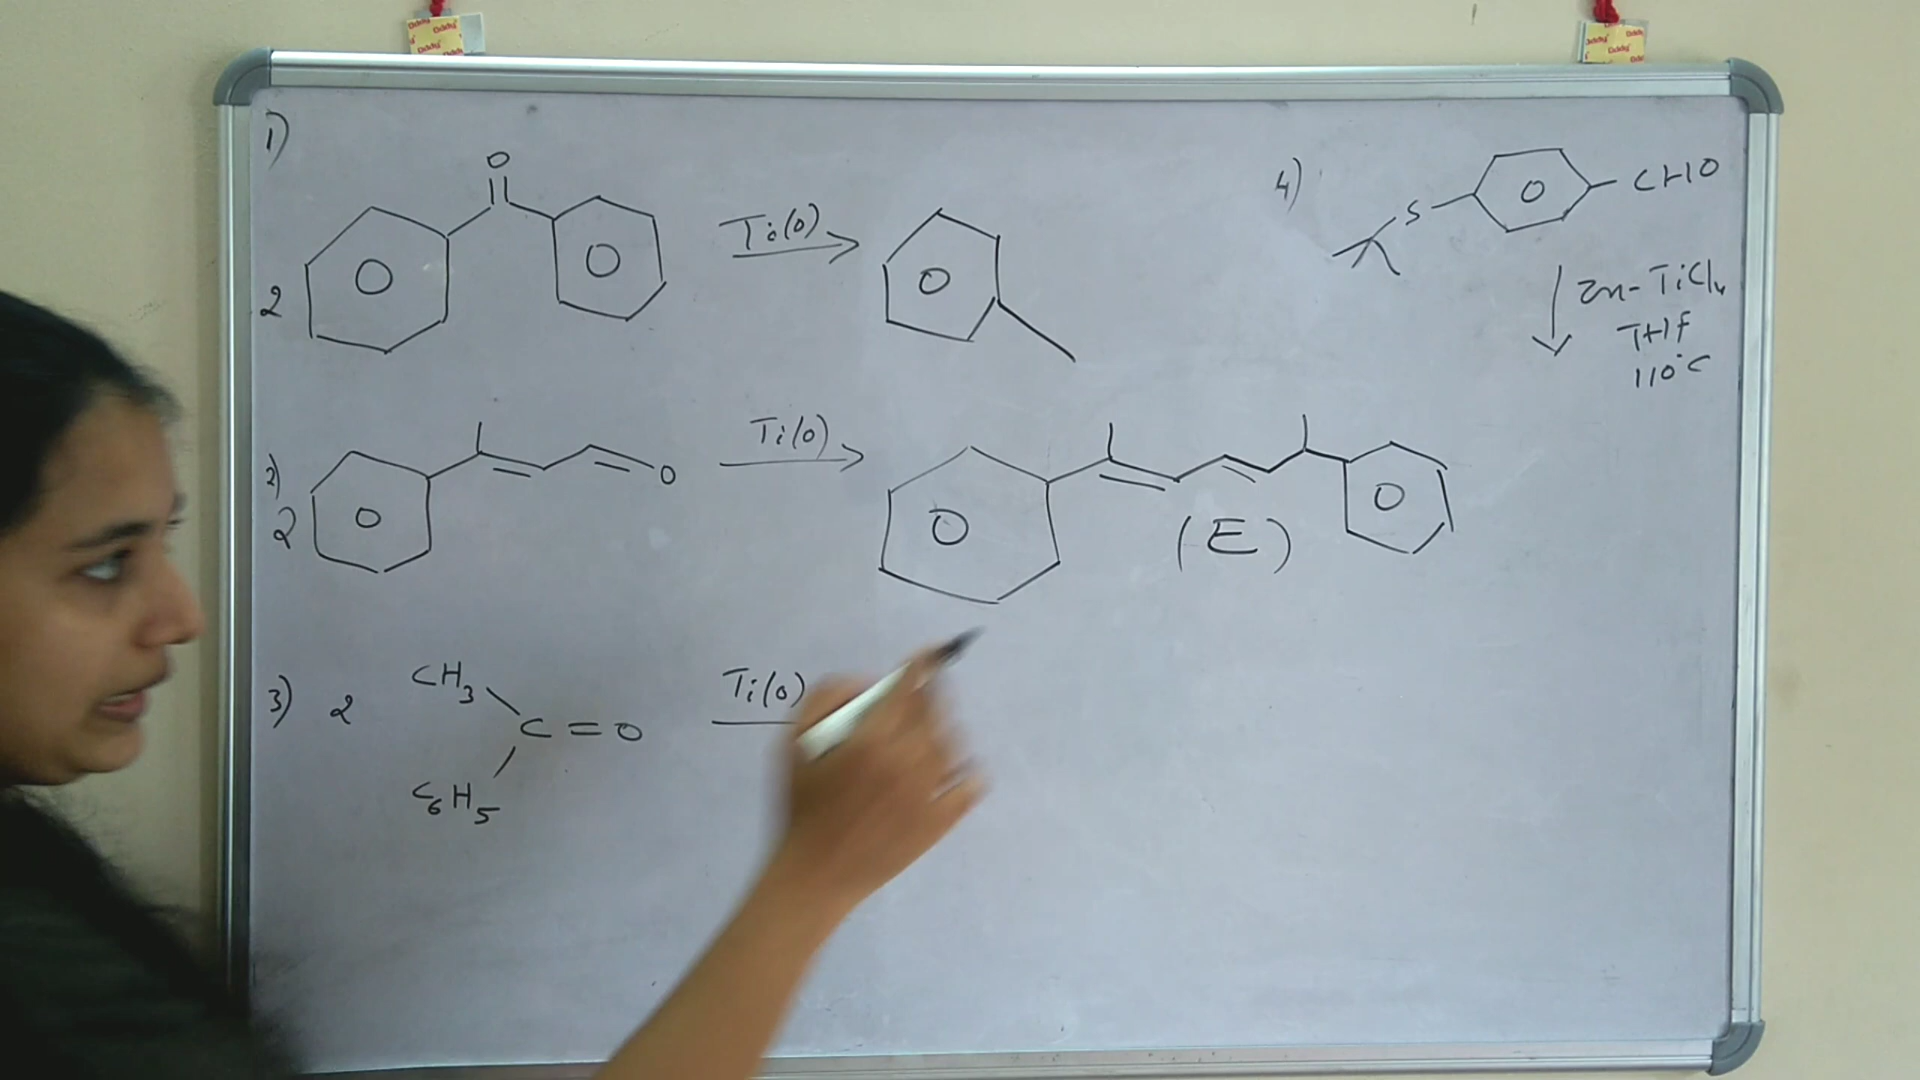 1)
O
2
Ti(0)
2)
2
O
Ti(0)
(E)
3) 2
CH3
C=O
C6H5
Ti(0)
4)
S
CHO
Zn-TiCl4
THF
110°C